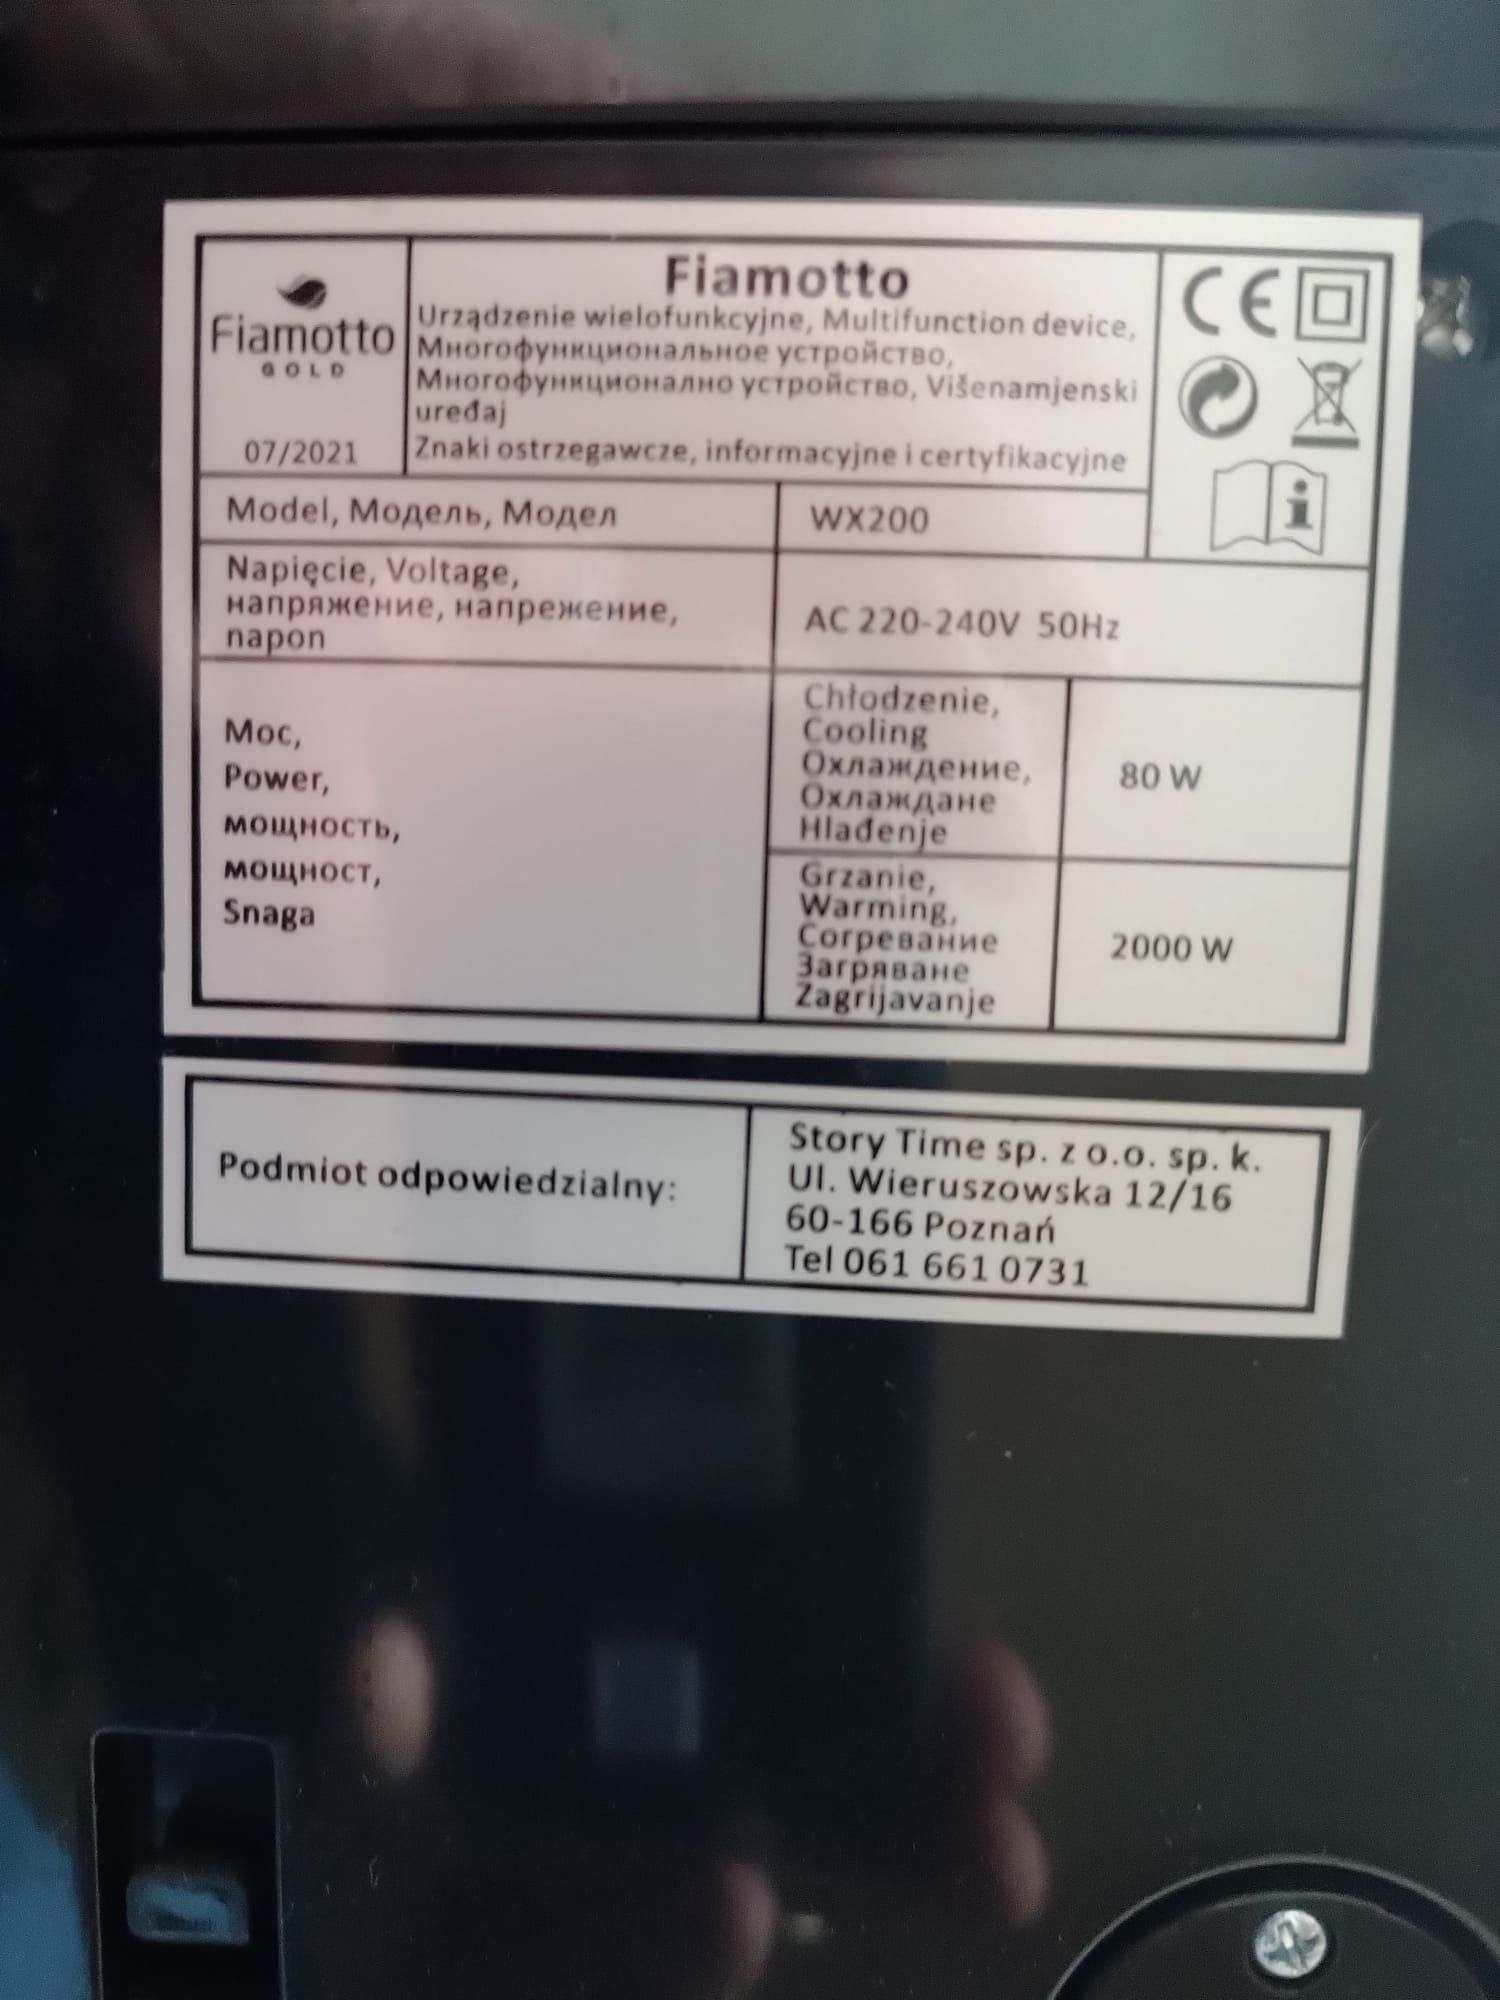 Fiamotto
GOLD
07/2021
Fiamotto
Urządzenie wielofunkcyjne, Multifunction device,
Многофункциональное устройство,
Многофункционално устройство, Višenamjenski
uređaj
Znaki ostrzegawcze, informacyjne i certyfikacyjne
CE
i
Model, Модель, Модел
WX200
Napięcie, Voltage,
напряжение, напрежение,
napon
AC 220-240V 50Hz
Moc,
Power,
мощность,
мощност,
Snaga
Chłodzenie,
Cooling
Охлаждение,
Охлаждане
Hlađenje
80 W
Grzanie,
Warming,
Согревание
Загряване
Zagrijavanje
2000 W
Podmiot odpowiedzialny:
Story Time sp. z o.o. sp. k.
Ul. Wieruszowska 12/16
60-166 Poznań
Tel 061 661 0731